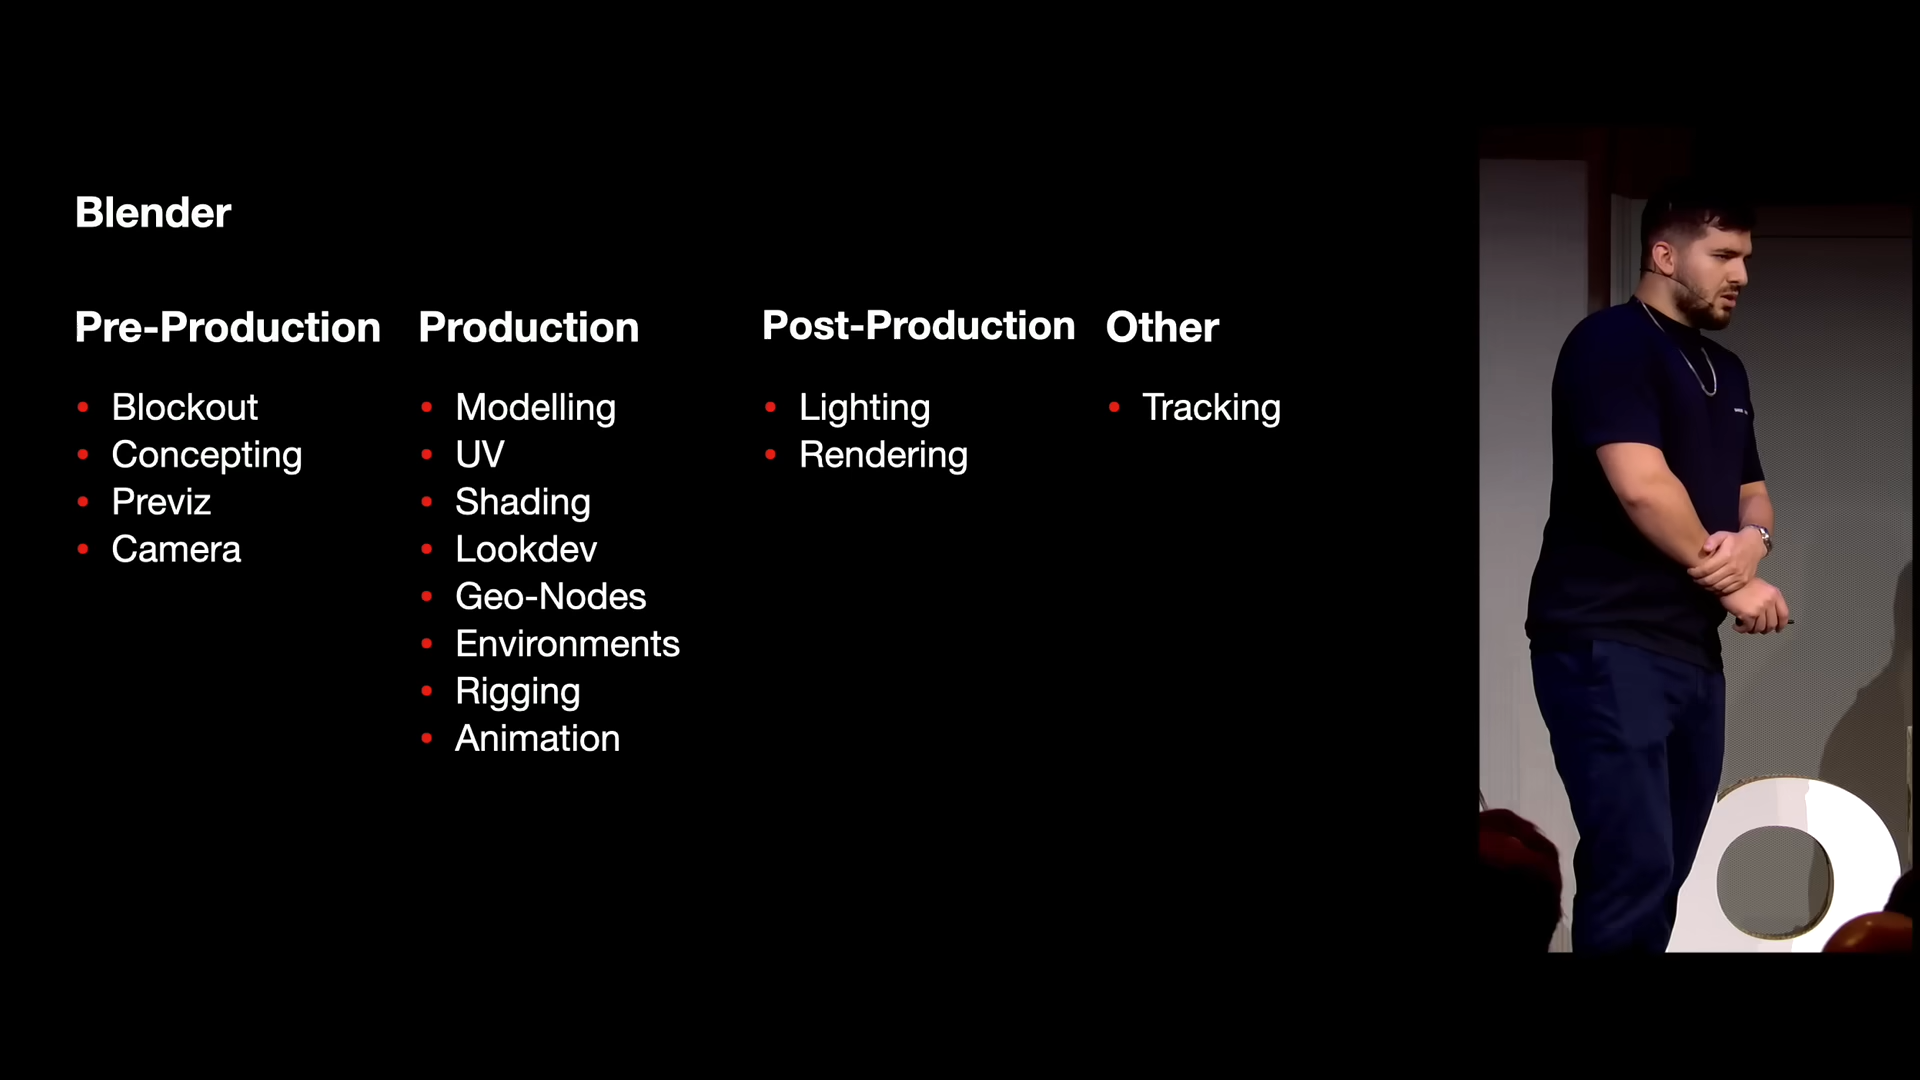 Blender
Pre-Production
Blockout
Concepting
Previz
Camera
Production
Modelling
UV
Shading
Lookdev
Geo-Nodes
Environments
Rigging
Animation
Post-Production
Lighting
Rendering
Other
Tracking